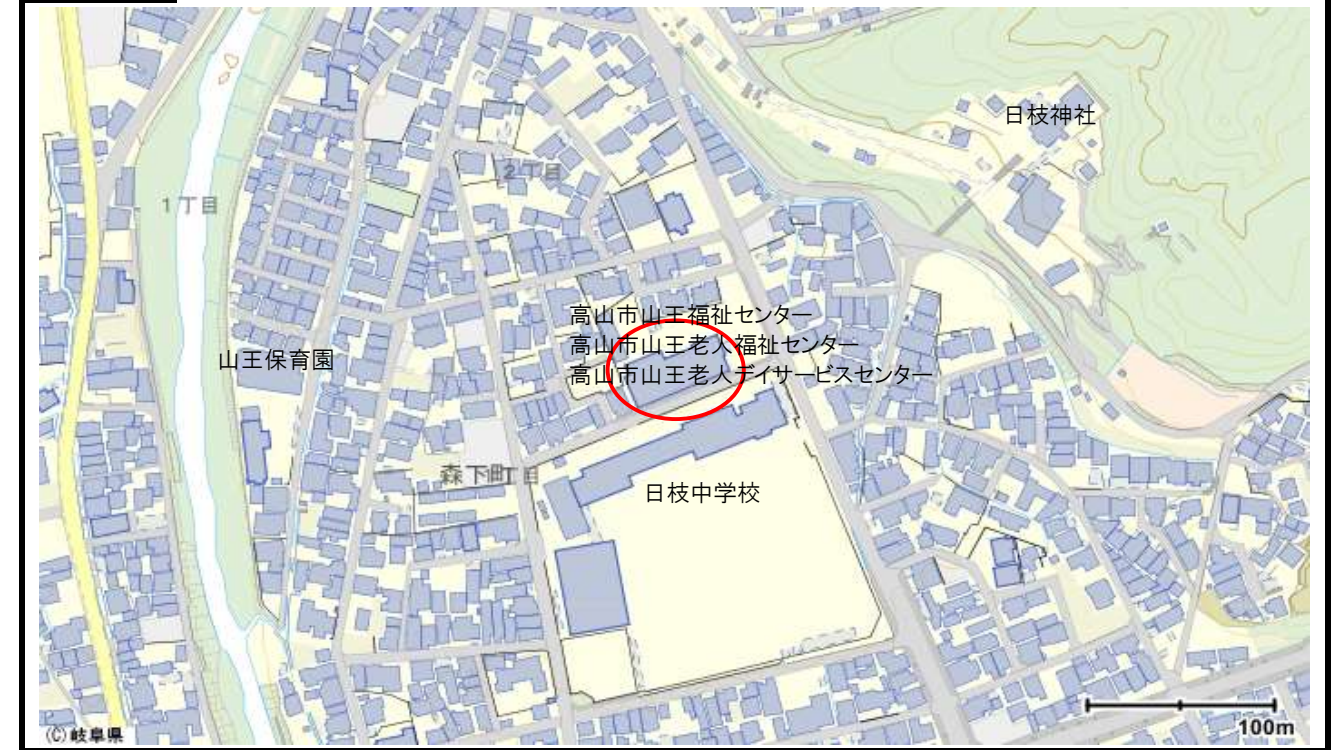 日枝神社
2丁目
1丁目
高山市山王福祉センター
高山市山王老人福祉センター
高山市山王老人デイサービスセンター
山王保育園
森下町
丁目
日枝中学校
100m
(C)岐阜県